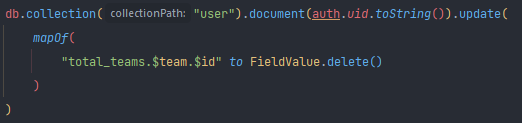 db.collection( collectionPath: "user").document(auth.uid.toString()).update(
mapOf(
"total_teams.$team.$id" to FieldValue.delete()
)
)